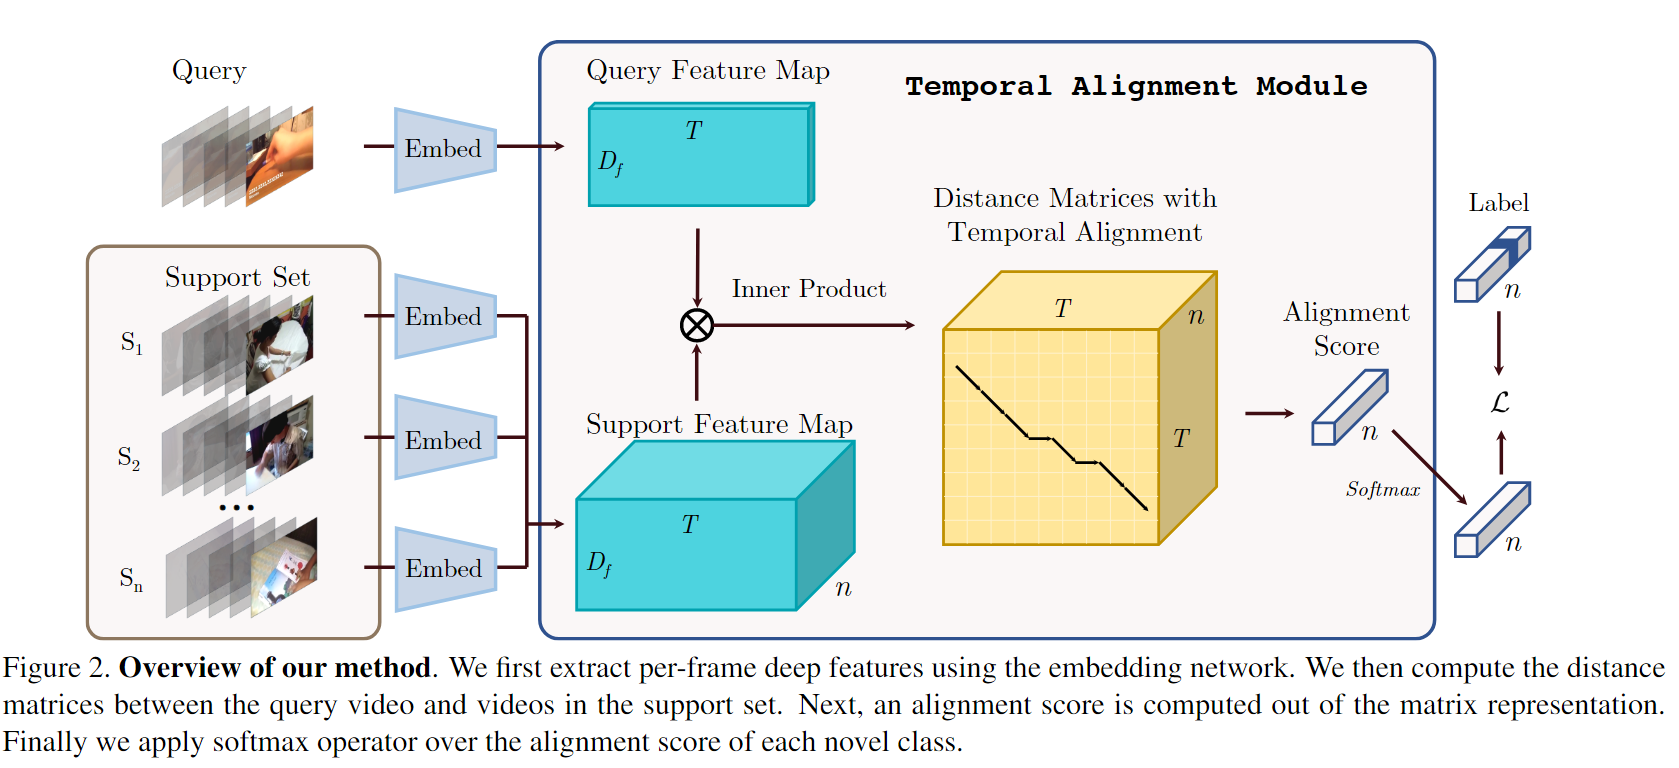 Query
Embed
Query Feature Map
T
D_f
Temporal Alignment Module
Support Set
S_1
S_2
...
S_n
Embed
Embed
Embed
Inner Product
Support Feature Map
T
D_f
n
Distance Matrices with
Temporal Alignment
T
n
T
Alignment
Score
n
Softmax
Label
n
ℒ
n
Figure 2. Overview of our method. We first extract per-frame deep features using the embedding network. We then compute the distance
matrices between the query video and videos in the support set. Next, an alignment score is computed out of the matrix representation.
Finally we apply softmax operator over the alignment score of each novel class.